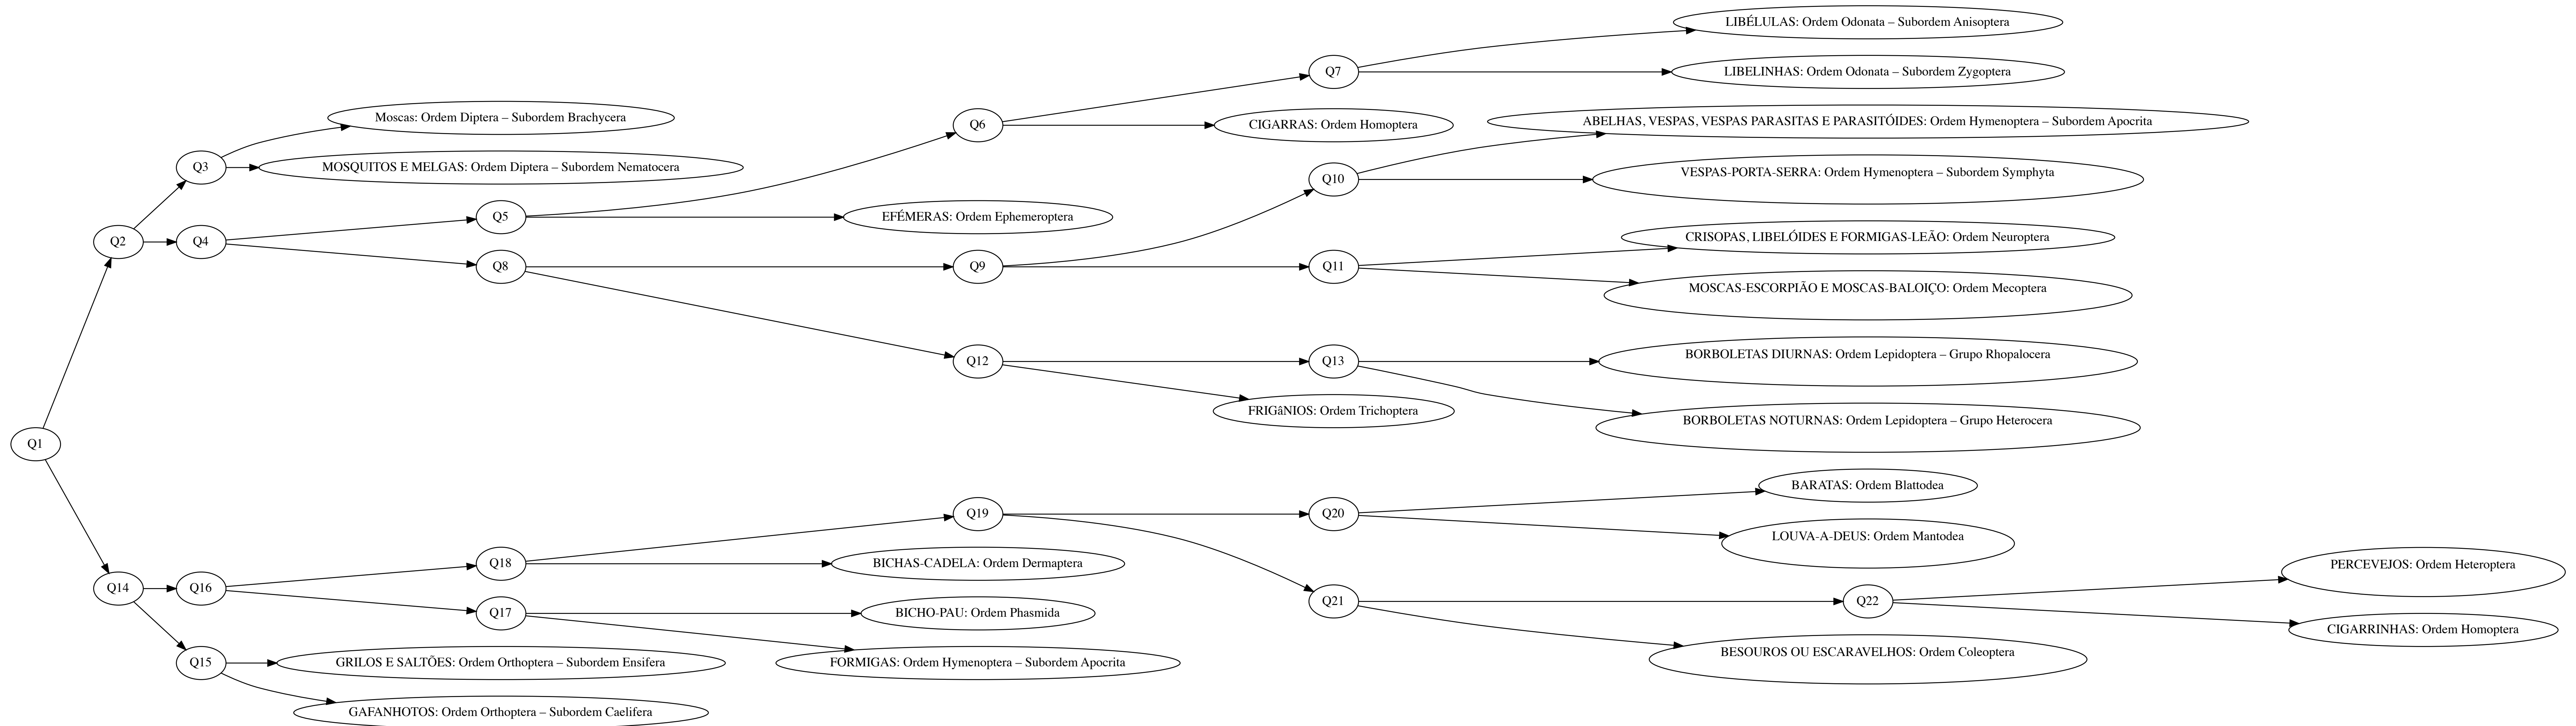 LIBÉLULAS: Ordem Odonata – Subordem Anisoptera
Q7
LIBELINHAS: Ordem Odonata – Subordem Zygoptera
Moscas: Ordem Diptera – Subordem Brachycera
Q6
CIGARRAS: Ordem Homoptera
ABELHAS, VESPAS, VESPAS PARASITAS E PARASITÓIDES: Ordem Hymenoptera – Subordem Apocrita
Q3
MOSQUITOS E MELGAS: Ordem Diptera – Subordem Nematocera
Q10
VESPAS-PORTA-SERRA: Ordem Hymenoptera – Subordem Symphyta
Q5
EFÉMERAS: Ordem Ephemeroptera
Q2
Q4
CRISOPAS, LIBELÓIDES E FORMIGAS-LEÃO: Ordem Neuroptera
Q8
Q9
Q11
MOSCAS-ESCORPIÃO E MOSCAS-BALOIÇO: Ordem Mecoptera
Q12
Q13
BORBOLETAS DIURNAS: Ordem Lepidoptera – Grupo Rhopalocera
FRIGâNIOS: Ordem Trichoptera
BORBOLETAS NOTURNAS: Ordem Lepidoptera – Grupo Heterocera
Q1
BARATAS: Ordem Blattodea
Q19
Q20
LOUVA-A-DEUS: Ordem Mantodea
Q18
BICHAS-CADELA: Ordem Dermaptera
PERCEVEJOS: Ordem Heteroptera
Q14
Q16
Q21
Q22
Q17
BICHO-PAU: Ordem Phasmida
CIGARRINHAS: Ordem Homoptera
Q15
GRILOS E SALTÕES: Ordem Orthoptera – Subordem Ensifera
FORMIGAS: Ordem Hymenoptera – Subordem Apocrita
BESOUROS OU ESCARAVELHOS: Ordem Coleoptera
GAFANHOTOS: Ordem Orthoptera – Subordem Caelifera